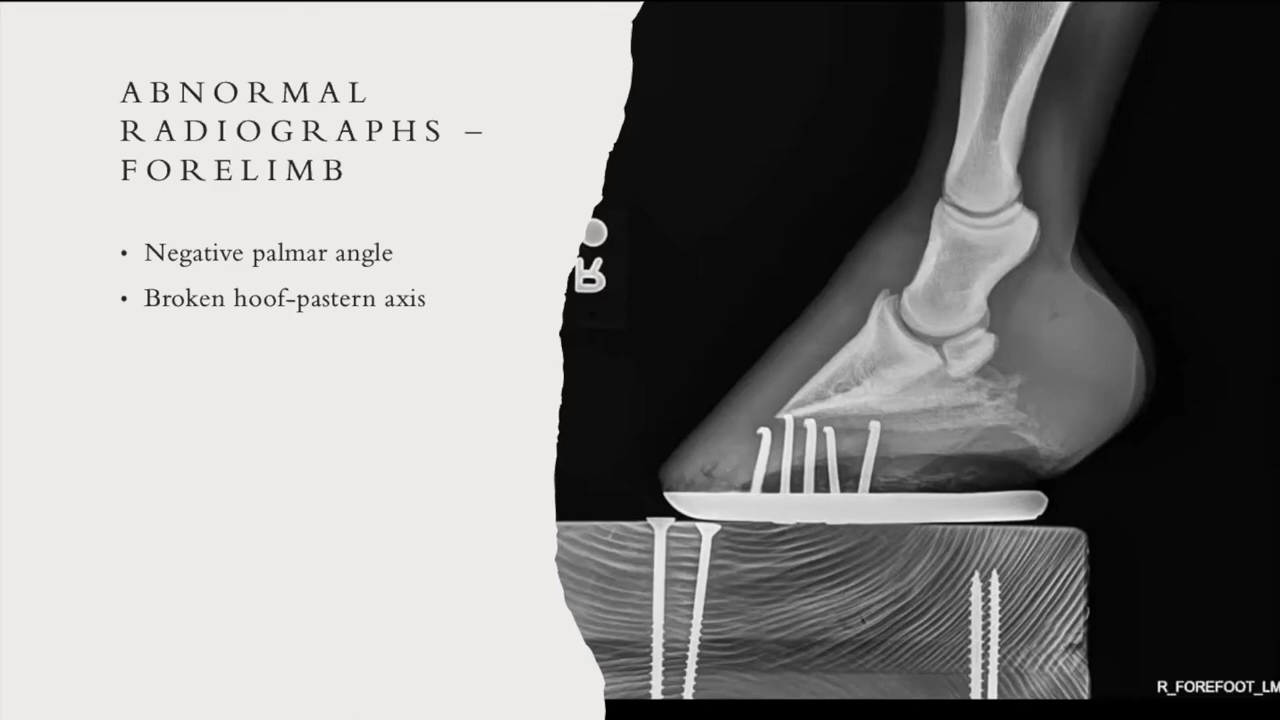 ABNORMAL
RADIOGRAPHS –
FORELIMB
• Negative palmar angle
• Broken hoof-pastern axis
R
R_FOREFOOT_LM